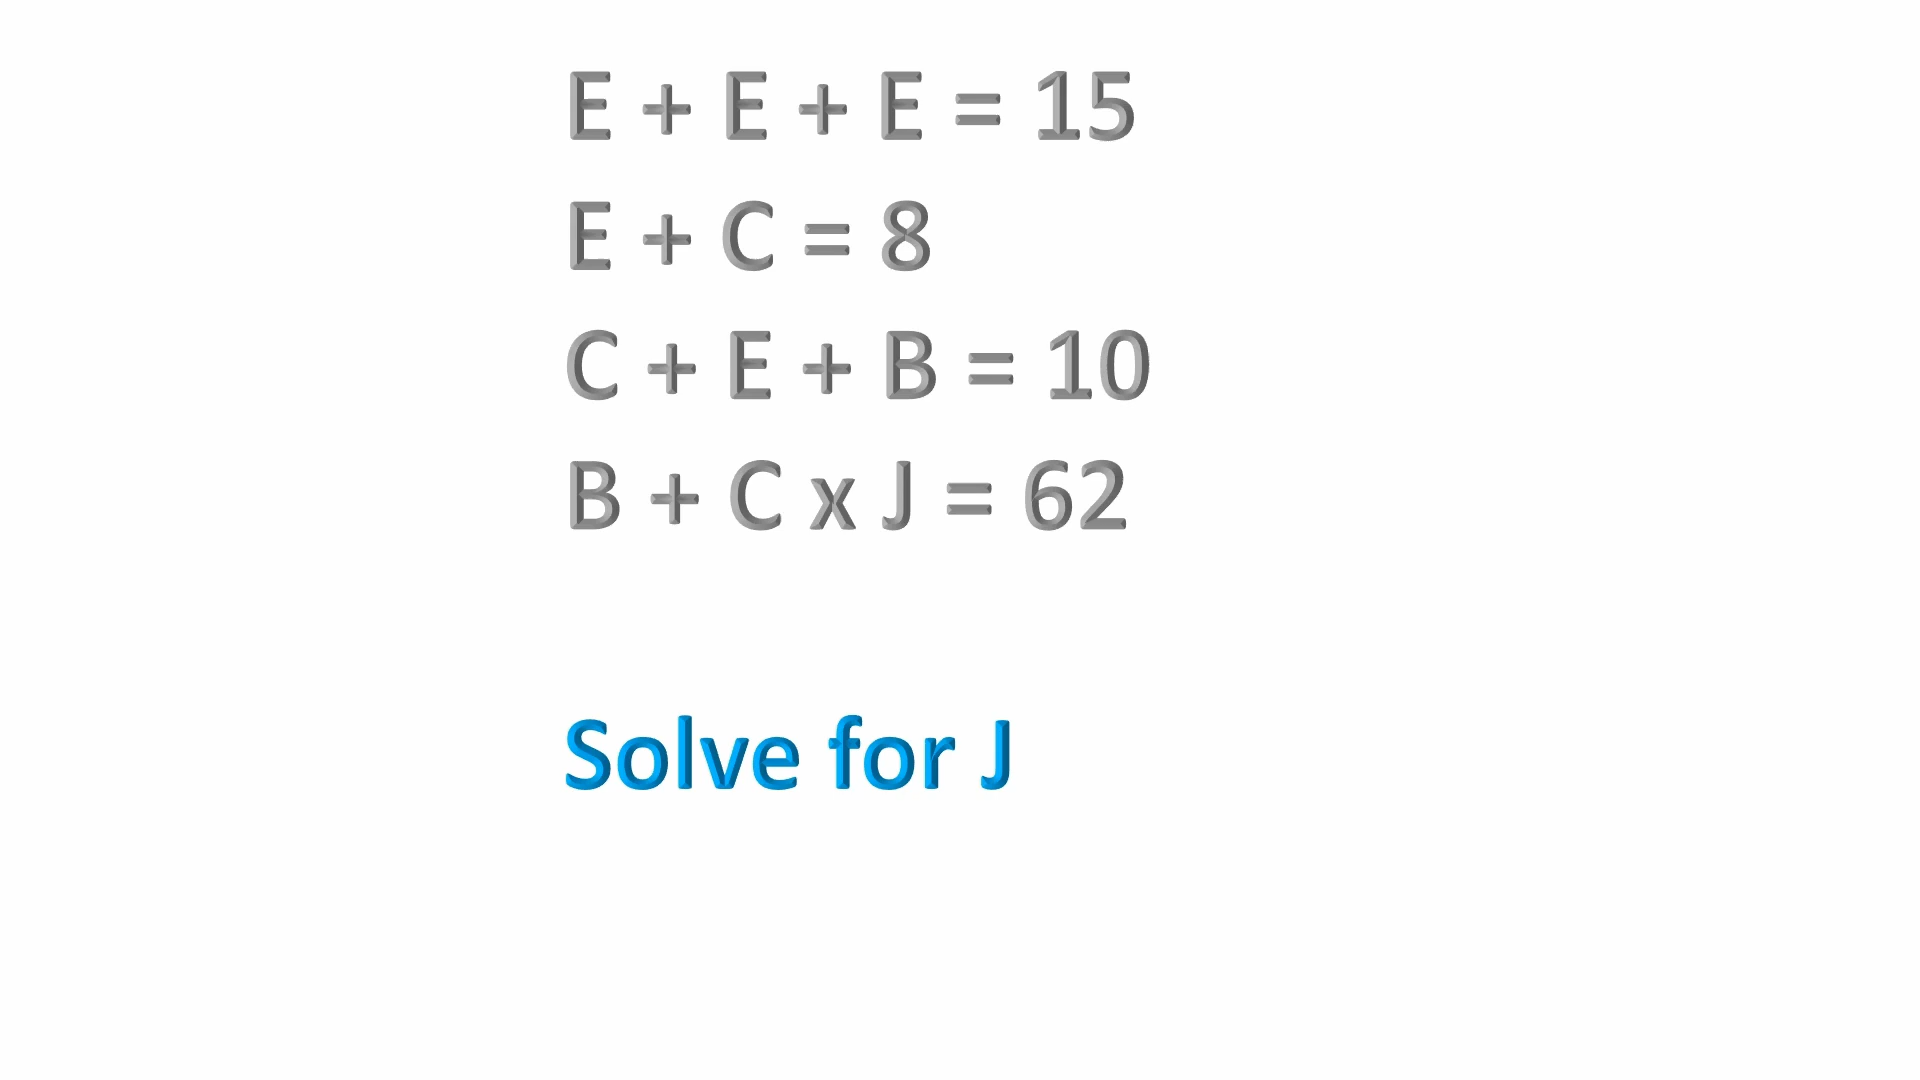 E + E + E = 15
E + C = 8
C + E + B = 10
B + C x J = 62
Solve for J